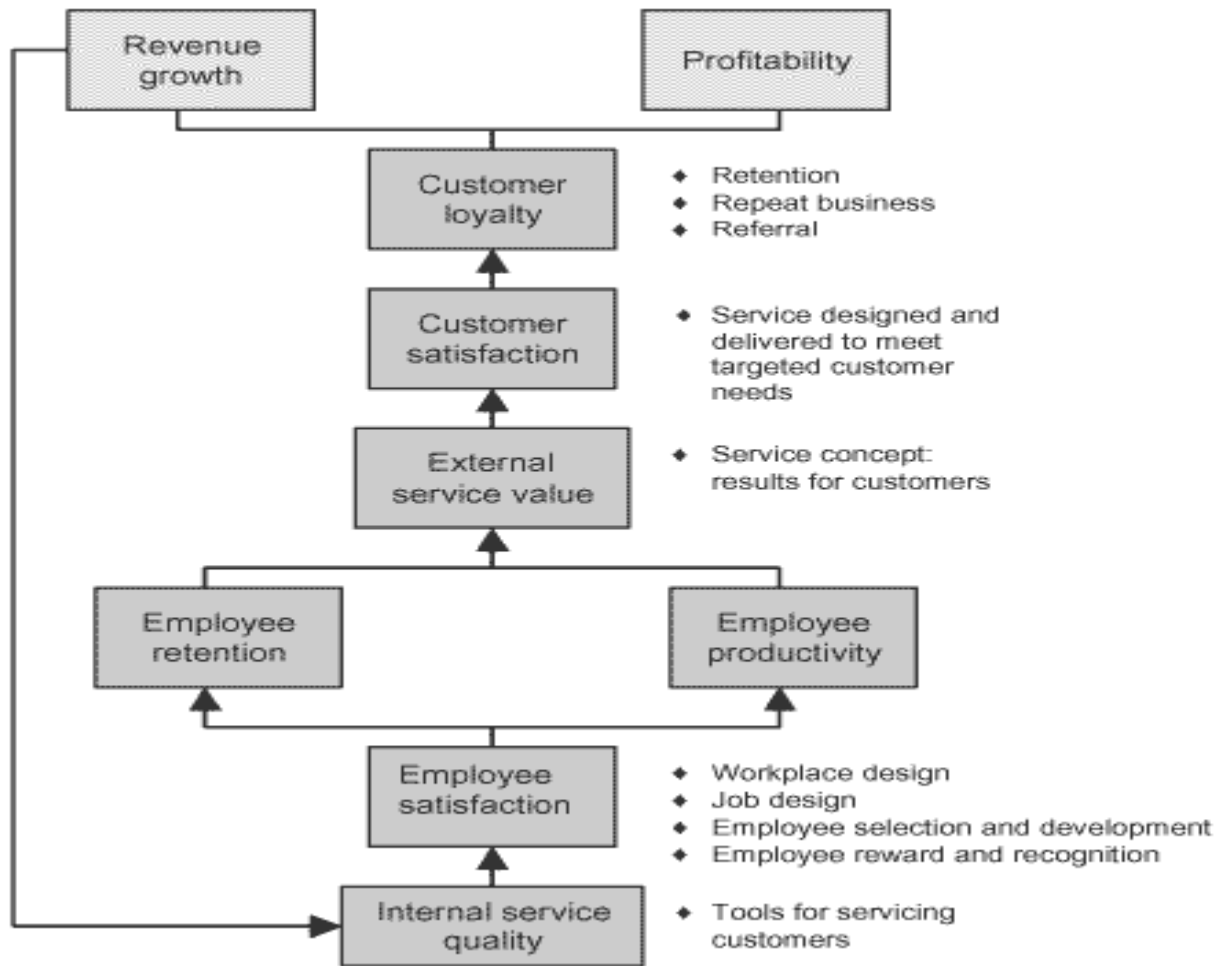 Revenue
growth
Profitability
Customer
loyalty
◆ Retention
◆ Repeat business
◆ Referral
Customer
satisfaction
◆ Service designed and
delivered to meet
targeted customer
needs
External
service value
◆ Service concept:
results for customers
Employee
retention
Employee
productivity
Employee
satisfaction
◆ Workplace design
◆ Job design
◆ Employee selection and development
◆ Employee reward and recognition
Internal service
quality
◆ Tools for servicing
customers